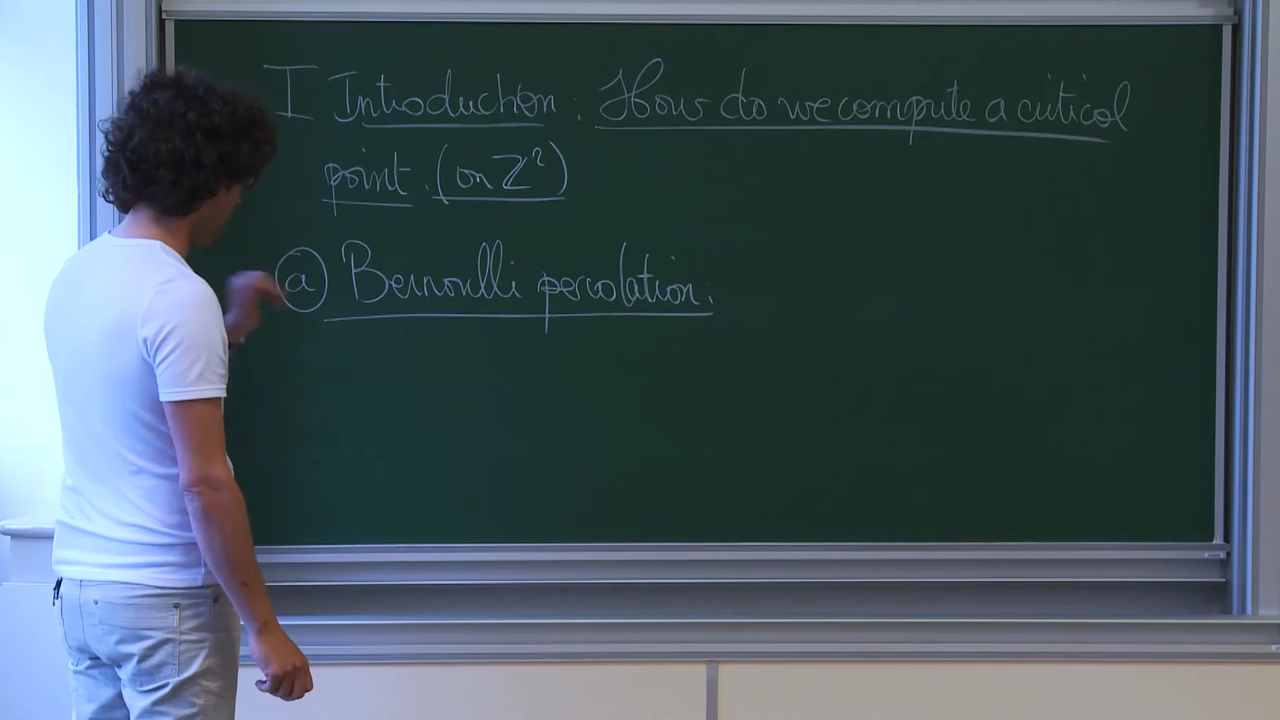 I Introduction: How do we compute a critical
point. (on ℤ²)
ⓐ Bernoulli percolation: